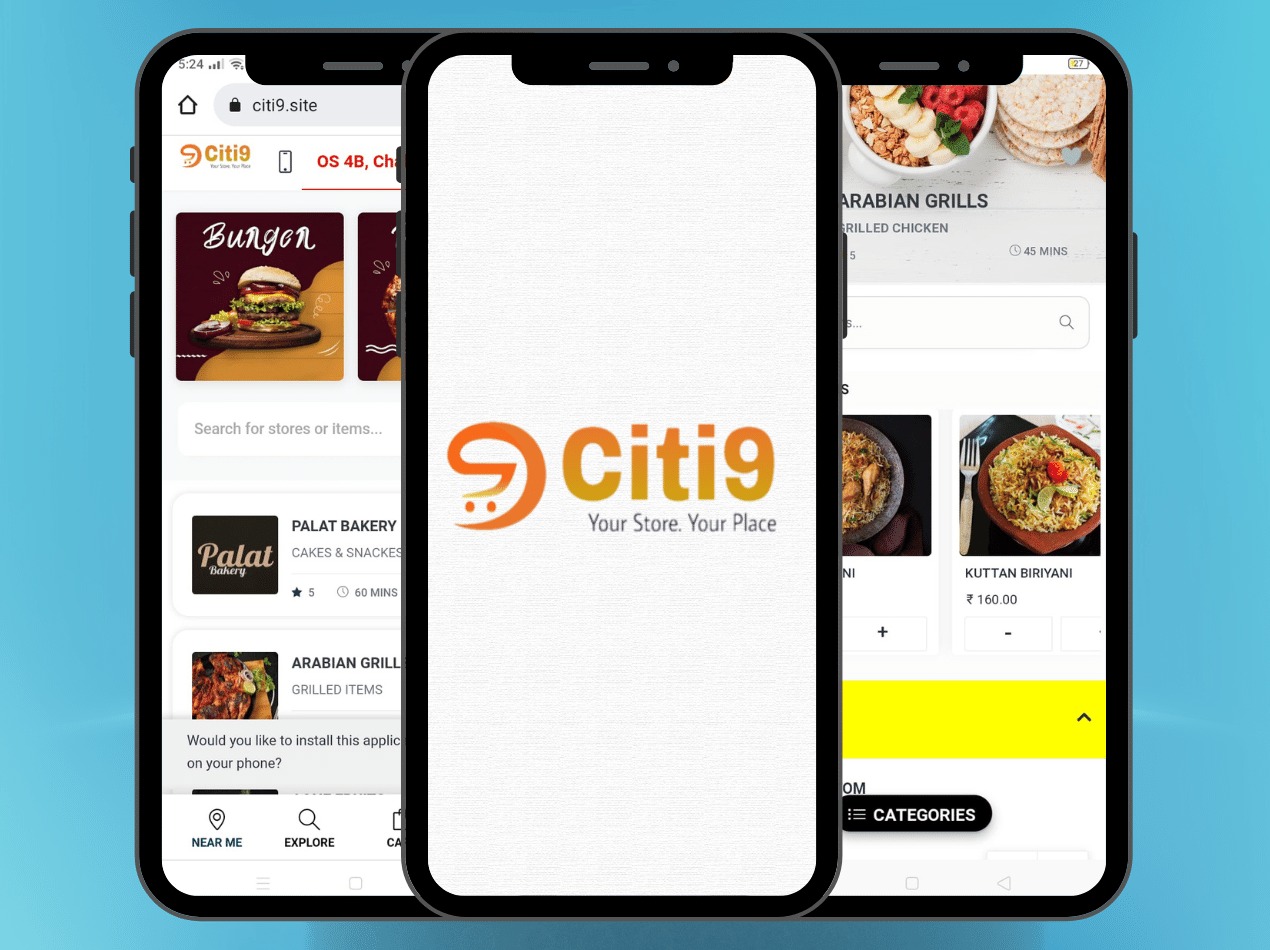 5:24
citi9.site
Citi9
Your Store. Your Place
OS 4B, Cha
Burger
Search for stores or items...
Palat
Bakery
PALAT BAKERY
CAKES & SNACKES
5
60 MINS
ARABIAN GRILL
GRILLED ITEMS
Would you like to install this applic
on your phone?
NEAR ME
EXPLORE
CA
Citi9
Your Store. Your Place
27
ARABIAN GRILLS
GRILLED CHICKEN
5
45 MINS
s...
S
NI
+
KUTTAN BIRIYANI
₹ 160.00
-
OM
CATEGORIES